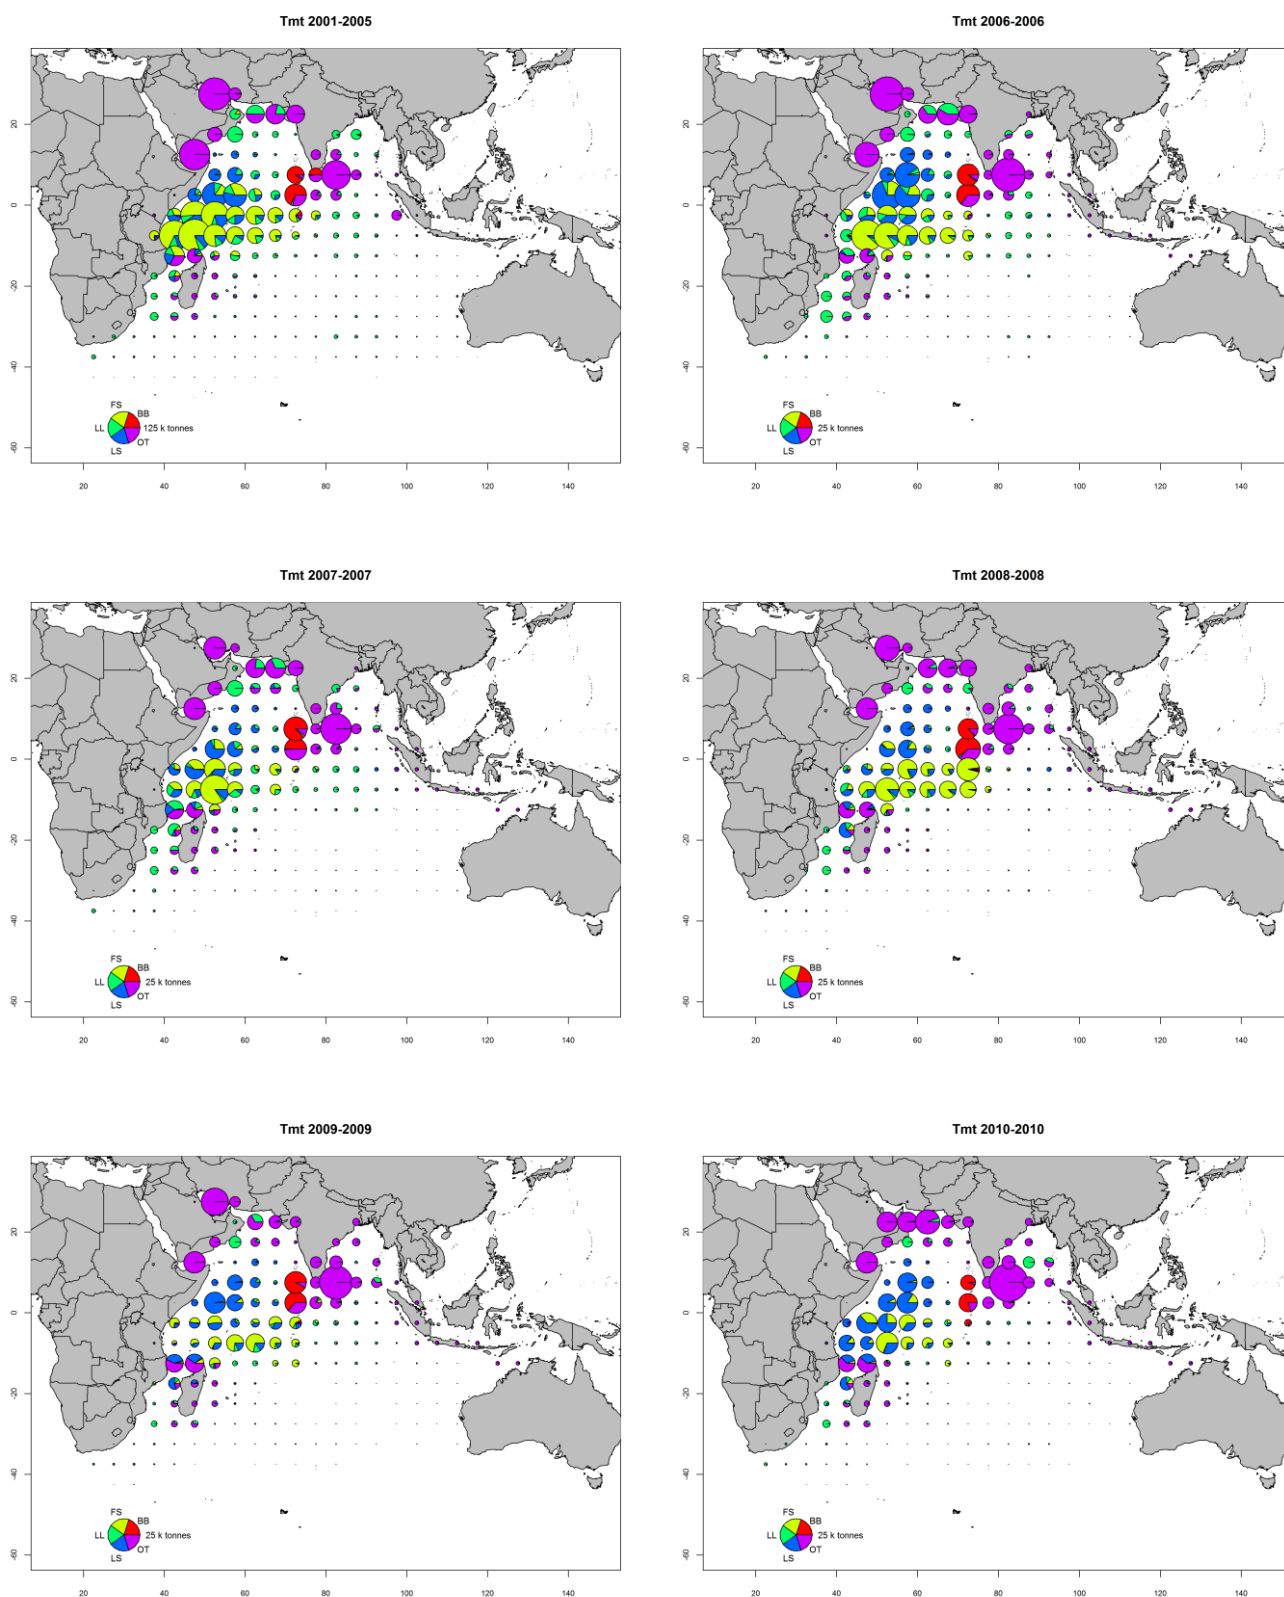 Tmt 2001-2005
20
0
-20
-40
-60
FS
BB
LL
125 k tonnes
OT
LS
20 40 60 80 100 120 140
Tmt 2006-2006
20
0
-20
-40
-60
FS
BB
LL
25 k tonnes
OT
LS
20 40 60 80 100 120 140
Tmt 2007-2007
20
0
-20
-40
-60
FS
BB
LL
25 k tonnes
OT
LS
20 40 60 80 100 120 140
Tmt 2008-2008
20
0
-20
-40
-60
FS
BB
LL
25 k tonnes
OT
LS
20 40 60 80 100 120 140
Tmt 2009-2009
20
0
-20
-40
-60
FS
BB
LL
25 k tonnes
OT
LS
20 40 60 80 100 120 140
Tmt 2010-2010
20
0
-20
-40
-60
FS
BB
LL
25 k tonnes
OT
LS
20 40 60 80 100 120 140